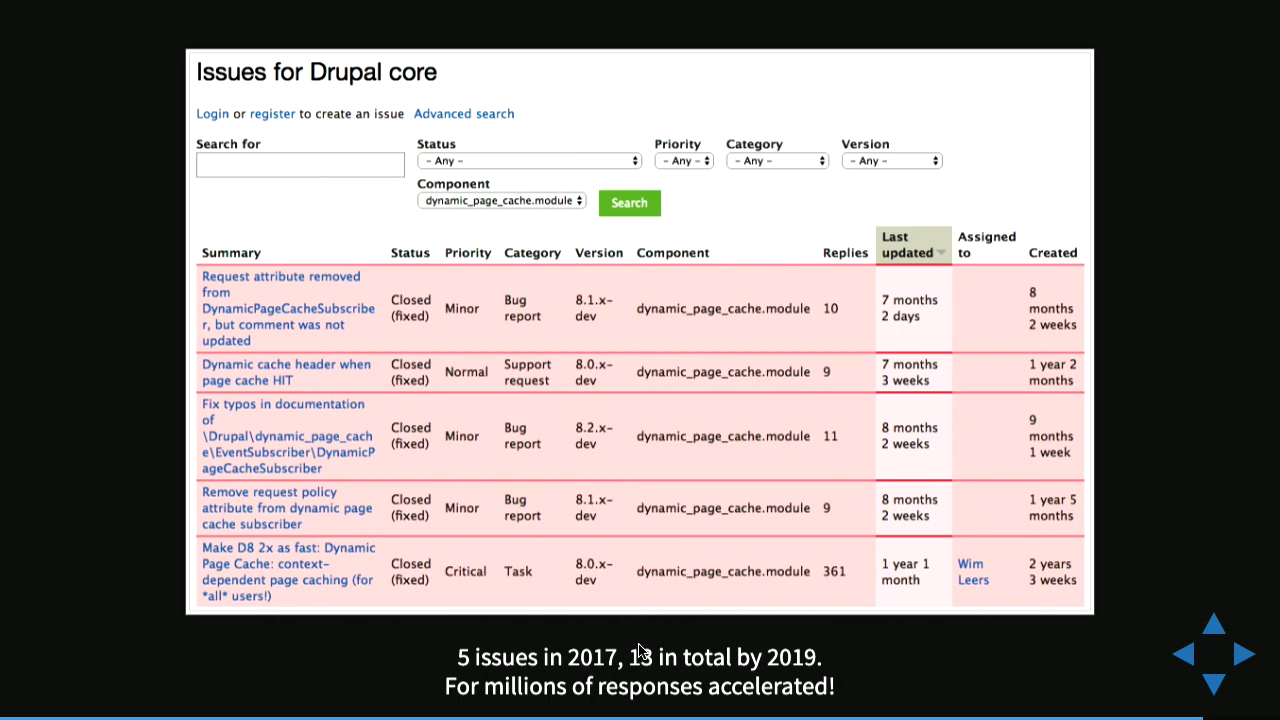 Issues for Drupal core
Login or register to create an issue Advanced search
Search for Status Priority Category Version
- Any - - Any - - Any - - Any -
Component
dynamic_page_cache.module Search
Summary Status Priority Category Version Component Replies Last updated Assigned to Created
Request attribute removed
from
DynamicPageCacheSubscribe
r, but comment was not
updated
Closed
(fixed)
Minor
Bug
report
8.1.x-
dev
dynamic_page_cache.module
10
7 months
2 days
8
months
2 weeks
Dynamic cache header when
page cache HIT
Closed
(fixed)
Normal
Support
request
8.0.x-
dev
dynamic_page_cache.module
9
7 months
3 weeks
1 year 2
months
Fix typos in documentation
of
\Drupal\dynamic_page_cach
e\EventSubscriber\DynamicP
ageCacheSubscriber
Closed
(fixed)
Minor
Bug
report
8.2.x-
dev
dynamic_page_cache.module
11
8 months
2 weeks
9
months
1 week
Remove request policy
attribute from dynamic page
cache subscriber
Closed
(fixed)
Minor
Bug
report
8.1.x-
dev
dynamic_page_cache.module
9
8 months
2 weeks
1 year 5
months
Make D8 2x as fast: Dynamic
Page Cache: context-
dependent page caching (for
*all* users!)
Closed
(fixed)
Critical
Task
8.0.x-
dev
dynamic_page_cache.module
361
1 year 1
month
Wim
Leers
2 years
3 weeks
5 issues in 2017, 13 in total by 2019.
For millions of responses accelerated!